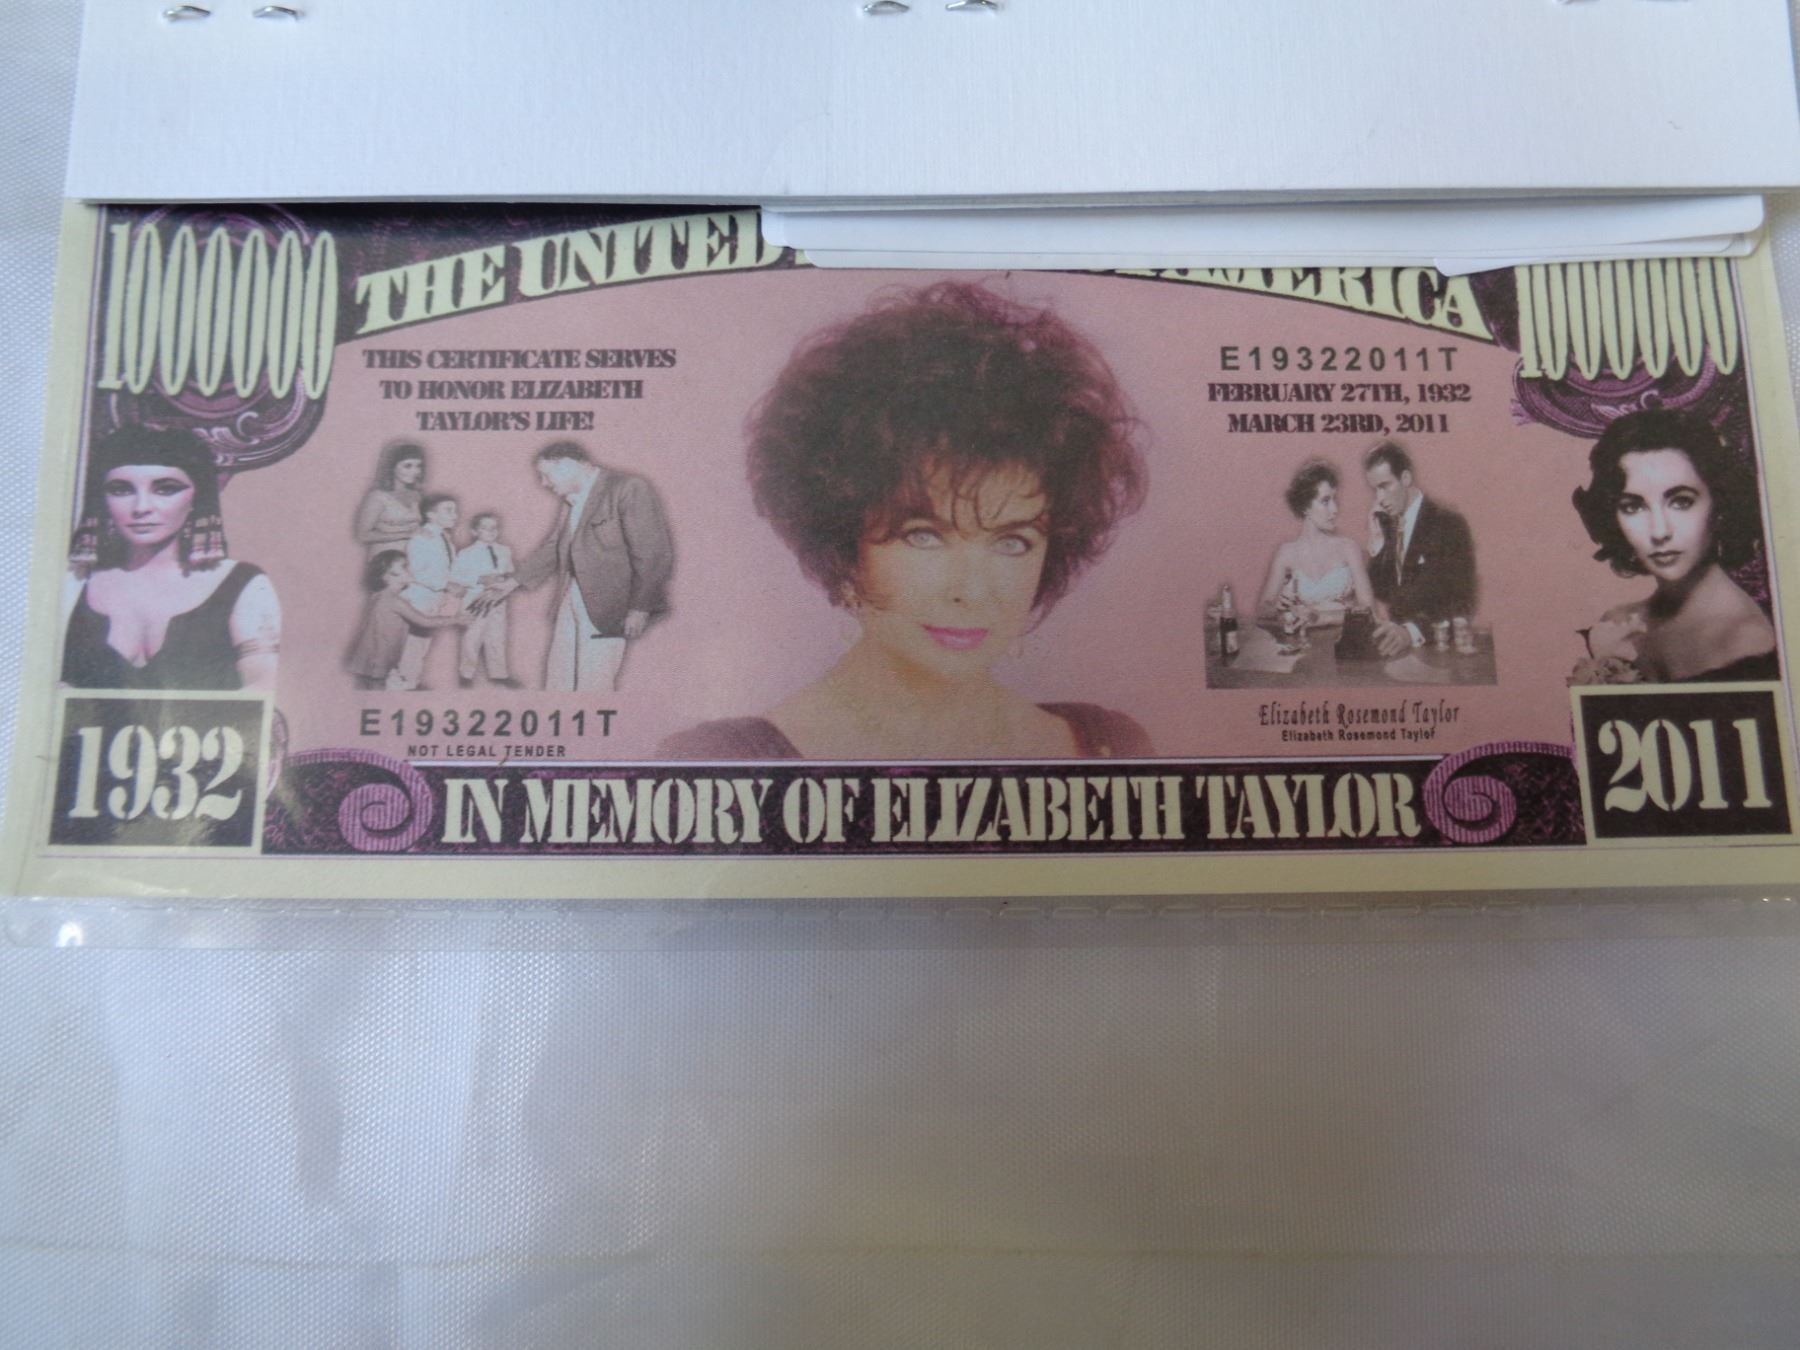 1000000
THE UNITED AMERICA
1000000
THIS CERTIFICATE SERVES
TO HONOR ELIZABETH
TAYLOR'S LIFE!
E19322011T
FEBRUARY 27TH, 1932
MARCH 23RD, 2011
E19322011T
NOT LEGAL TENDER
Elizabeth Rosemond Taylor
Elizabeth Rosemond Taylor
1932
IN MEMORY OF ELIZABETH TAYLOR
2011